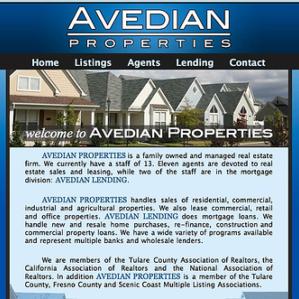 AVEDIAN
PROPERTIES
Home Listings Agents Lending Contact
welcome to AVEDIAN PROPERTIES
AVEDIAN PROPERTIES is a family owned and managed real estate
firm. We currently have a staff of 13. Eleven agents are devoted to real
estate sales and leasing, while two of the staff are in the mortgage
division: AVEDIAN LENDING.
AVEDIAN PROPERTIES handles sales of residential, commercial,
industrial and agricultural properties. We also lease commercial, retail
and office properties. AVEDIAN LENDING does mortgage loans. We
handle new and resale home purchases, re-finance, construction and
commercial property loans. We have a wide variety of programs available
and represent multiple banks and wholesale lenders.
We are members of the Tulare County Association of Realtors, the
California Association of Realtors and the National Association of
Realtors. In addition AVEDIAN PROPERTIES is a member of the Tulare
County, Fresno County and Scenic Coast Multiple Listing Associations.